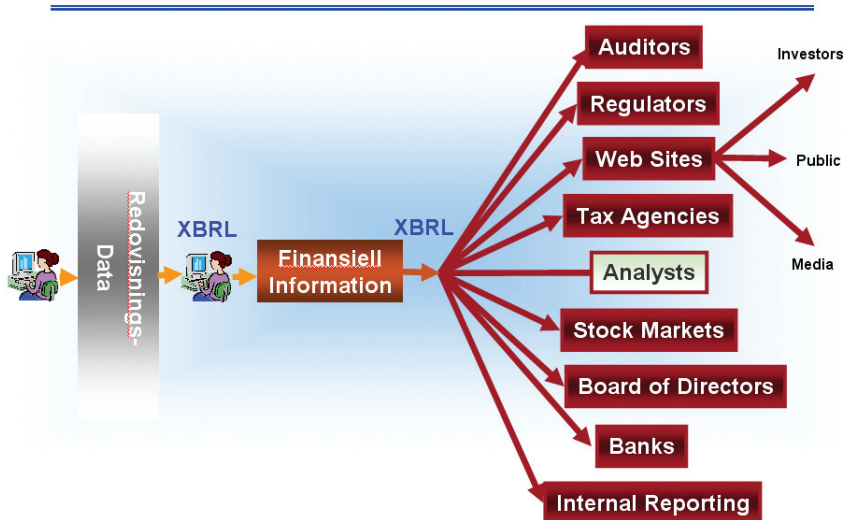 Redovisnings-
Data
XBRL
Finansiell
Information
XBRL
Auditors
Regulators
Web Sites
Tax Agencies
Analysts
Stock Markets
Board of Directors
Banks
Internal Reporting
Investors
Public
Media